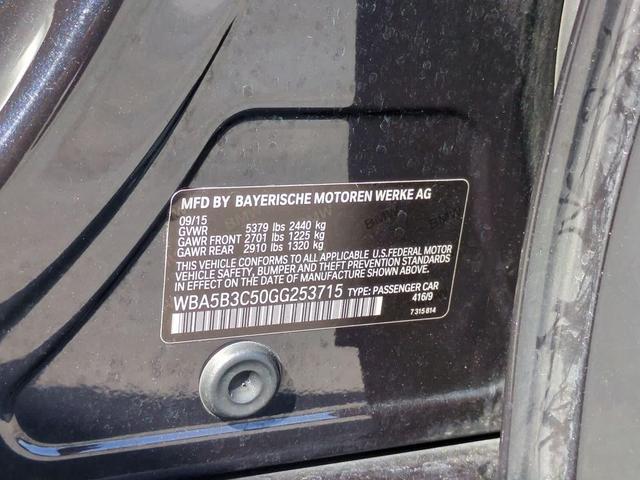 MFD BY BAYERISCHE MOTOREN WERKE AG
09/15
GVWR 5379 lbs 2440 kg
GAWR FRONT 2701 lbs 1225 kg
GAWR REAR 2910 lbs 1320 kg
THIS VEHICLE CONFORMS TO ALL APPLICABLE U.S.FEDERAL MOTOR
VEHICLE SAFETY, BUMPER AND THEFT PREVENTION STANDARDS
IN EFFECT ON THE DATE OF MANUFACTURE SHOWN ABOVE.
WBA5B3C50GG253715 TYPE: PASSENGER CAR
416/9
7 315 814